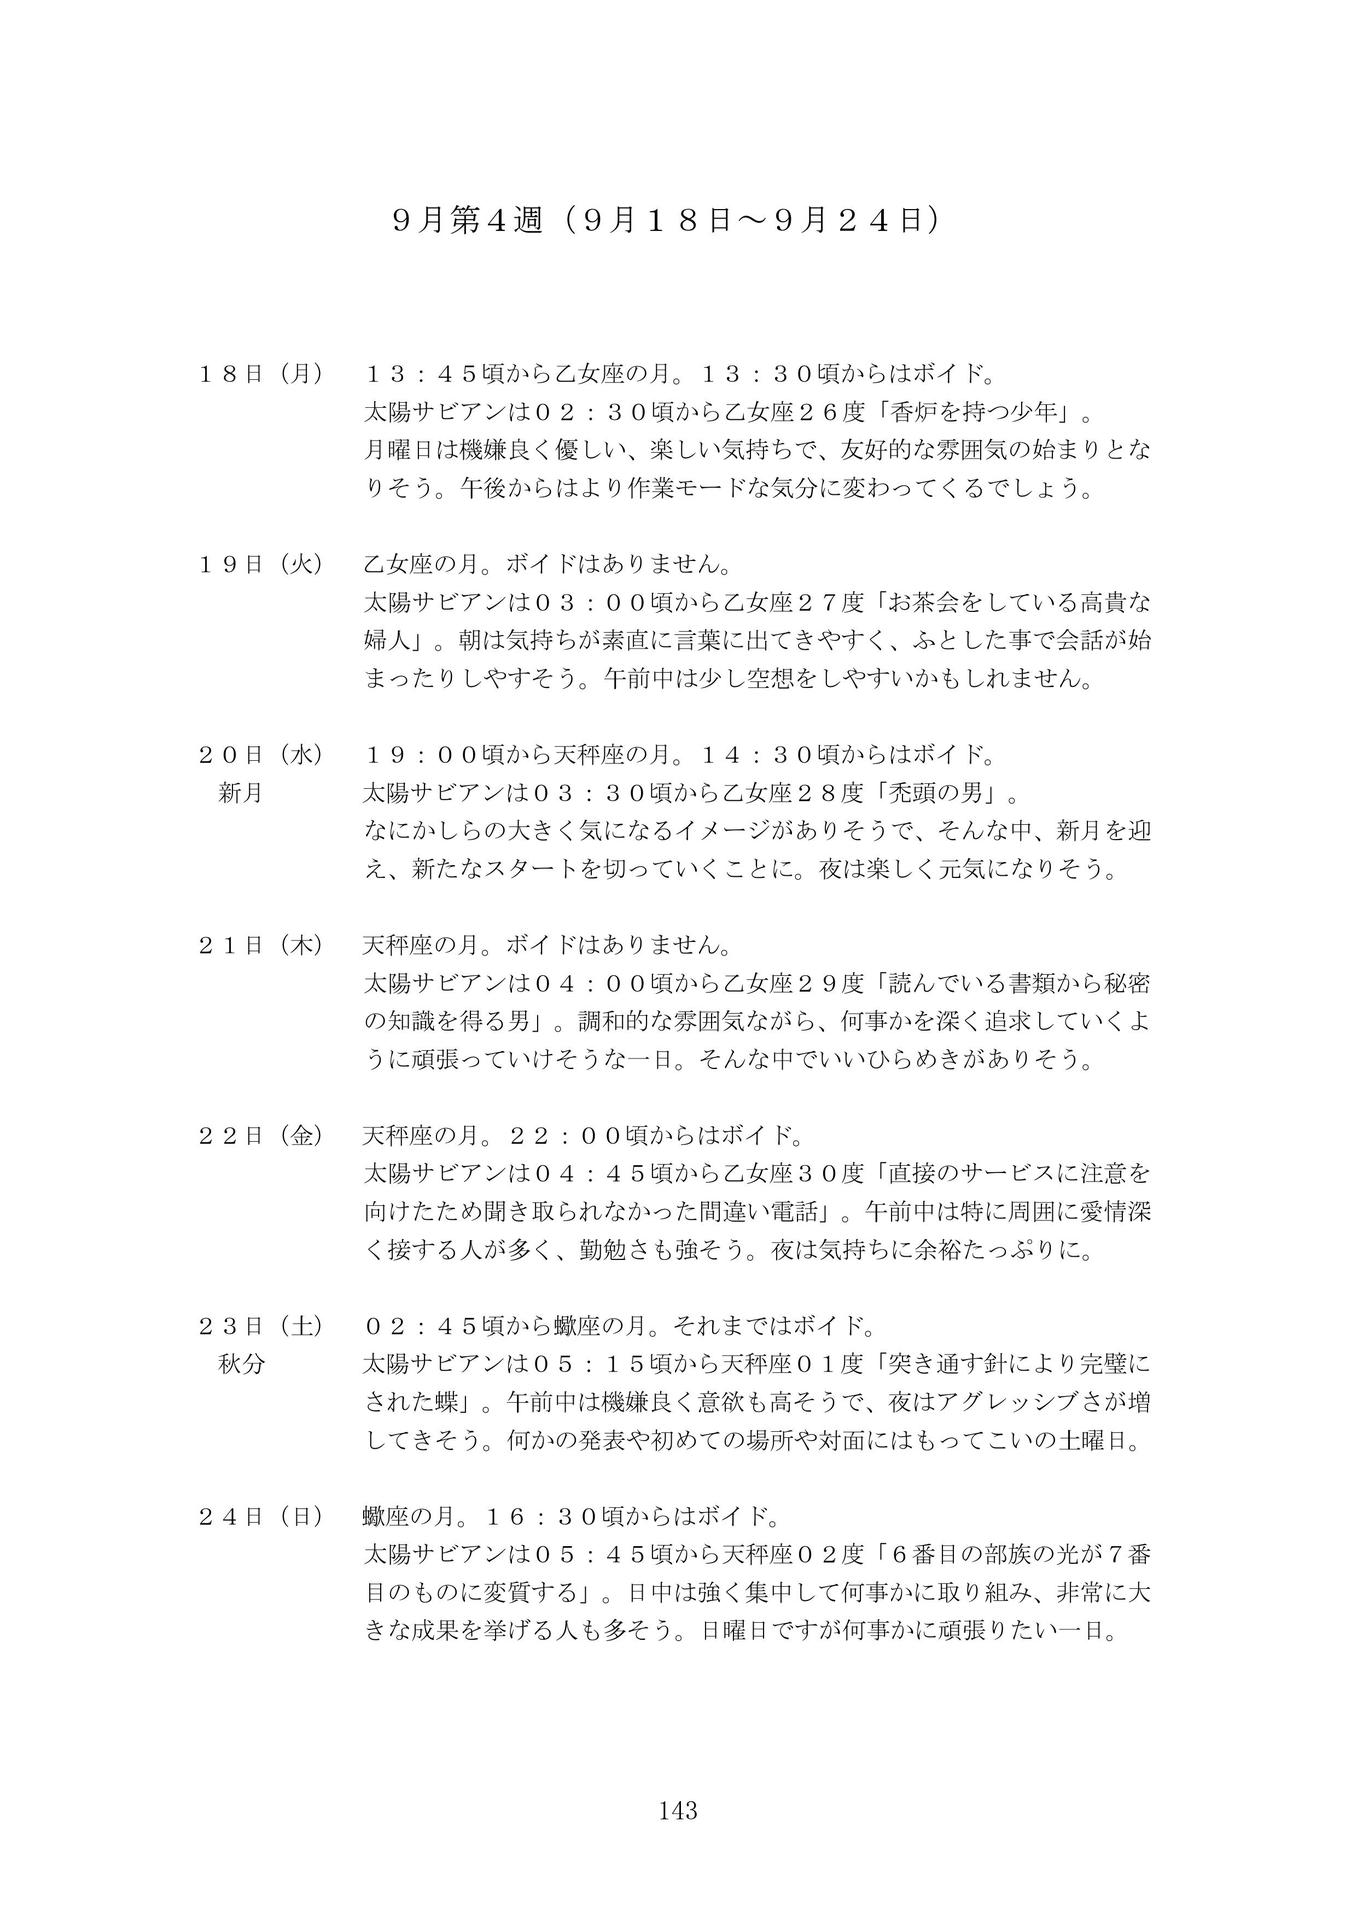 ９月第４週（９月１８日～９月２４日）
１８日（月）　１３：４５頃から乙女座の月。１３：３０頃からはボイド。
太陽サビアンは０２：３０頃から乙女座２６度「香炉を持つ少年」。
月曜日は機嫌良く優しい、楽しい気持ちで、友好的な雰囲気の始まりとな
りそう。午後からはより作業モードな気分に変わってくるでしょう。
１９日（火）　乙女座の月。ボイドはありません。
太陽サビアンは０３：００頃から乙女座２７度「お茶会をしている高貴な
婦人」。朝は気持ちが素直に言葉に出てきやすく、ふとした事で会話が始
まったりしやすそう。午前中は少し空想をしやすいかもしれません。
２０日（水）　１９：００頃から天秤座の月。１４：３０頃からはボイド。
新月　太陽サビアンは０３：３０頃から乙女座２８度「禿頭の男」。
なにかしらの大きく気になるイメージがありそうで、そんな中、新月を迎
え、新たなスタートを切っていくことに。夜は楽しく元気になりそう。
２１日（木）　天秤座の月。ボイドはありません。
太陽サビアンは０４：００頃から乙女座２９度「読んでいる書類から秘密
の知識を得る男」。調和的な雰囲気ながら、何事かを深く追求していくよ
うに頑張っていけそうな一日。そんな中でいいひらめきがありそう。
２２日（金）　天秤座の月。２２：００頃からはボイド。
太陽サビアンは０４：４５頃から乙女座３０度「直接のサービスに注意を
向けたため聞き取られなかった間違い電話」。午前中は特に周囲に愛情深
く接する人が多く、勤勉さも強そう。夜は気持ちに余裕たっぷりに。
２３日（土）　０２：４５頃から蠍座の月。それまではボイド。
秋分　太陽サビアンは０５：１５頃から天秤座０１度「突き通す針により完璧に
された蝶」。午前中は機嫌良く意欲も高そうで、夜はアグレッシブさが増
してきそう。何かの発表や初めての場所や対面にはもってこいの土曜日。
２４日（日）　蠍座の月。１６：３０頃からはボイド。
太陽サビアンは０５：４５頃から天秤座０２度「６番目の部族の光が７番
目のものに変質する」。日中は強く集中して何事かに取り組み、非常に大
きな成果を挙げる人も多そう。日曜日ですが何事かに頑張りたい一日。
143